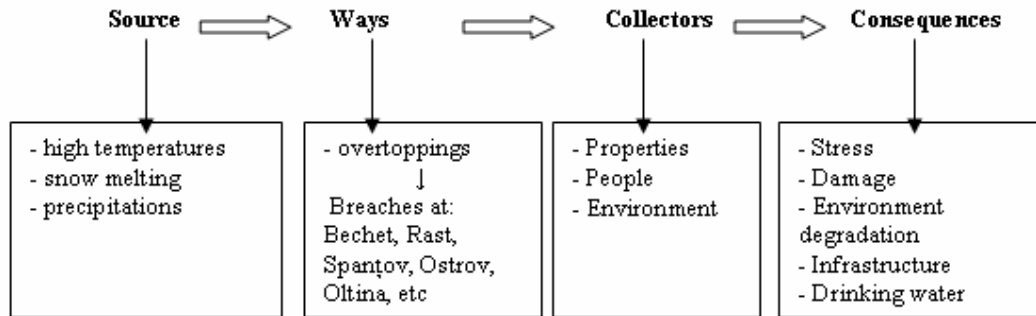 Source
Ways
Collectors
Consequences
- high temperatures
- snow melting
- precipitations
- overtoppings
↓
Breaches at:
Bechet, Rast,
Spanțov, Ostrov,
Oltina, etc
- Properties
- People
- Environment
- Stress
- Damage
- Environment
degradation
- Infrastructure
- Drinking water